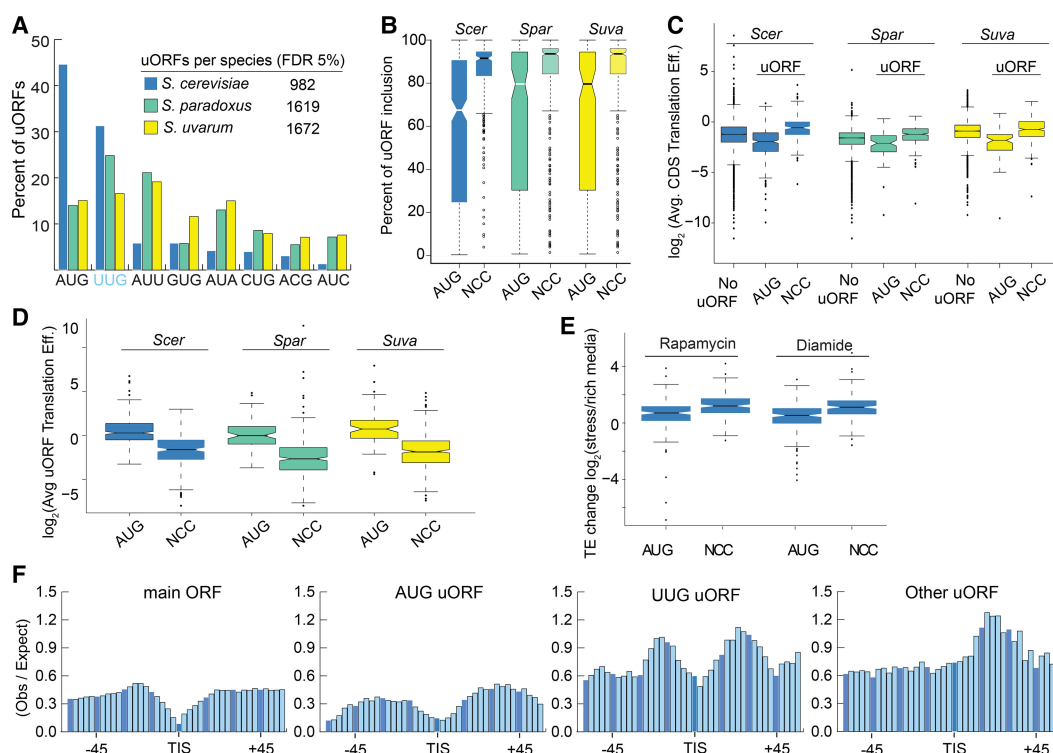 A
50
40
30
20
10
Percent of uORFs
uORFs per species (FDR 5%)
S. cerevisiae 982
S. paradoxus 1619
S. uvarum 1672
AUG UUG AUU GUG AUA CUG ACG AUC
B
Scer Spar Suva
100
80
60
40
20
0
Percent of uORF inclusion
AUG NCC AUG NCC AUG NCC
C
Scer Spar Suva
uORF uORF uORF
5
0
−5
−10
log2 (Avg. CDS Translation Eff.)
No uORF AUG NCC No uORF AUG NCC No uORF AUG NCC
D
Scer Spar Suva
10
5
0
−5
log2(Avg uORF Translation Eff.)
AUG NCC AUG NCC AUG NCC
E
Rapamycin Diamide
4
0
−4
TE change log2(stress/rich media)
AUG NCC AUG NCC
F
main ORF AUG uORF UUG uORF Other uORF
(Obs / Expect)
1.5 1.5 1.5 1.5
1.2 1.2 1.2 1.2
0.9 0.9 0.9 0.9
0.6 0.6 0.6 0.6
0.3 0.3 0.3 0.3
0.0 0.0 0.0 0.0
-45 TIS +45 -45 TIS +45 -45 TIS +45 -45 TIS +45